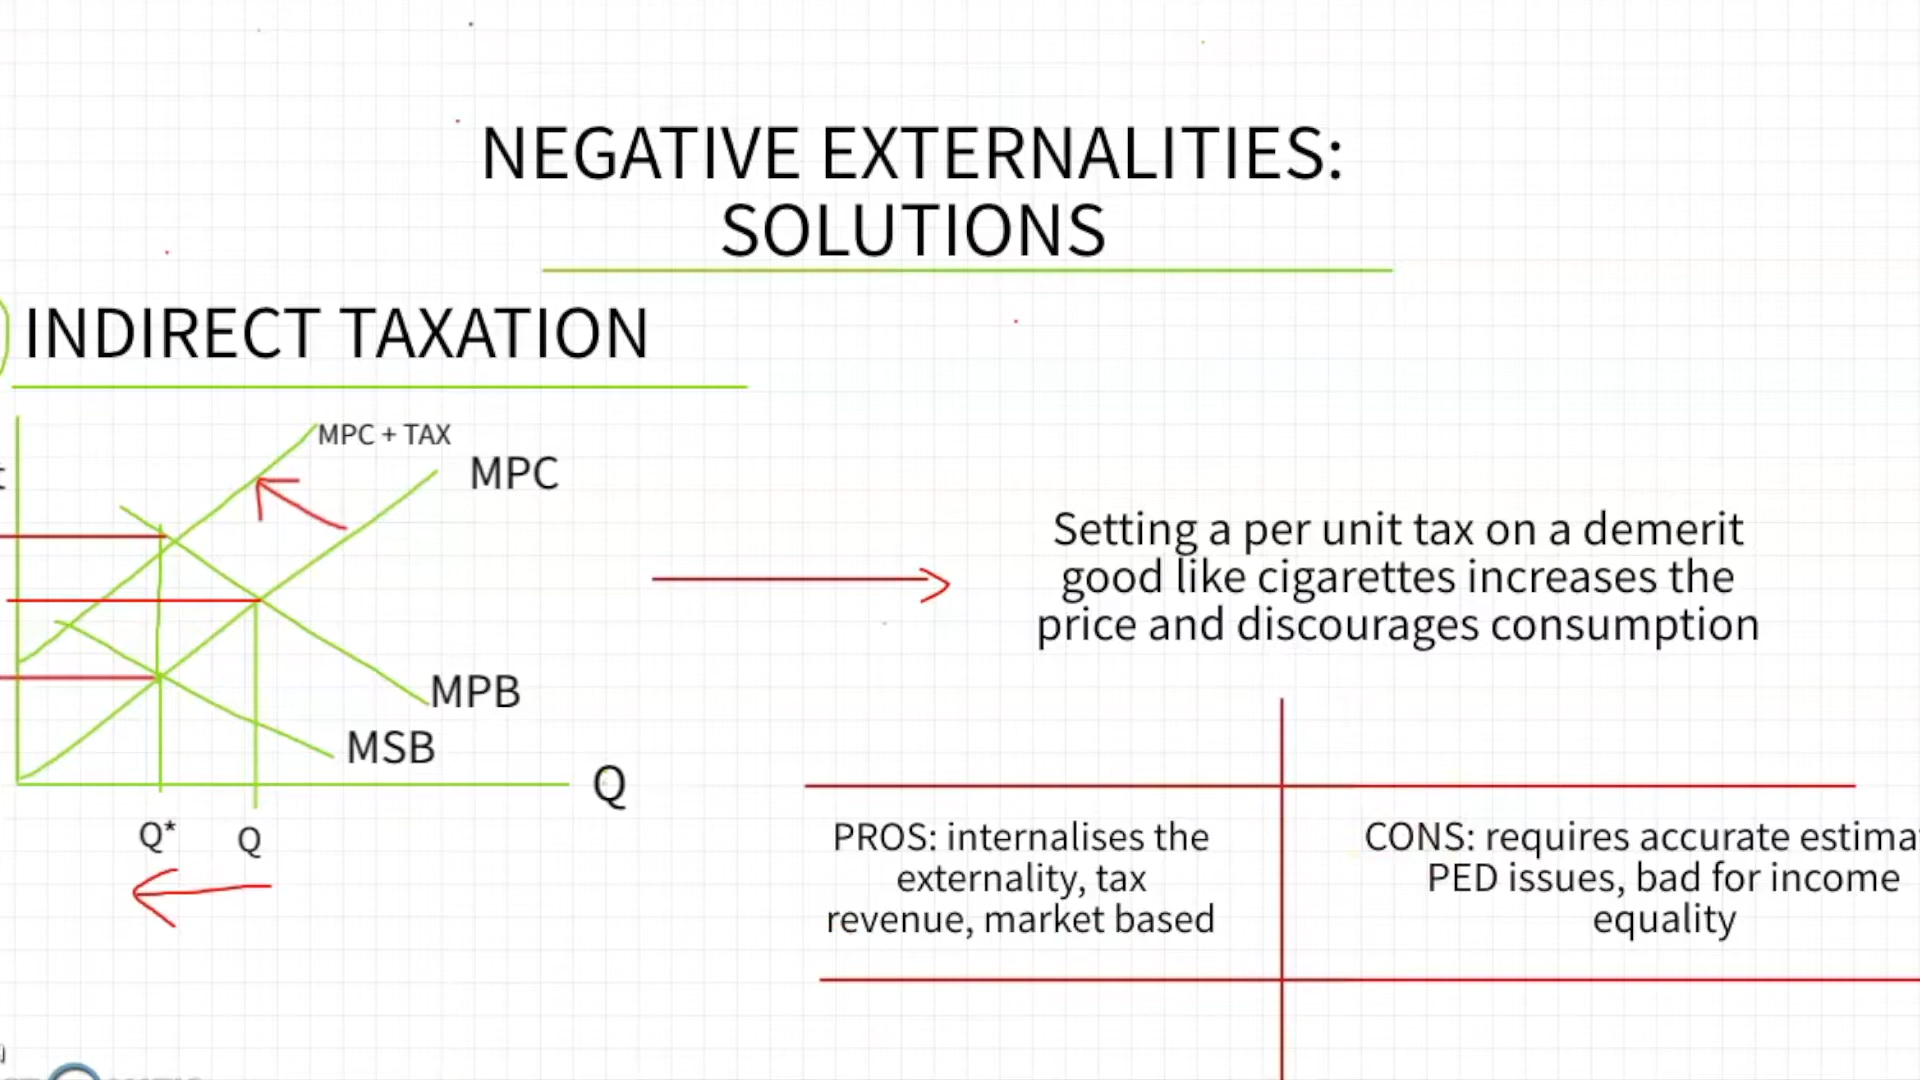 NEGATIVE EXTERNALITIES:
SOLUTIONS
INDIRECT TAXATION
MPC + TAX
MPC
MPB
MSB
Q
Q*
Q
Setting a per unit tax on a demerit
good like cigarettes increases the
price and discourages consumption
PROS: internalises the
externality, tax
revenue, market based
CONS: requires accurate
PED issues, bad for income
equality